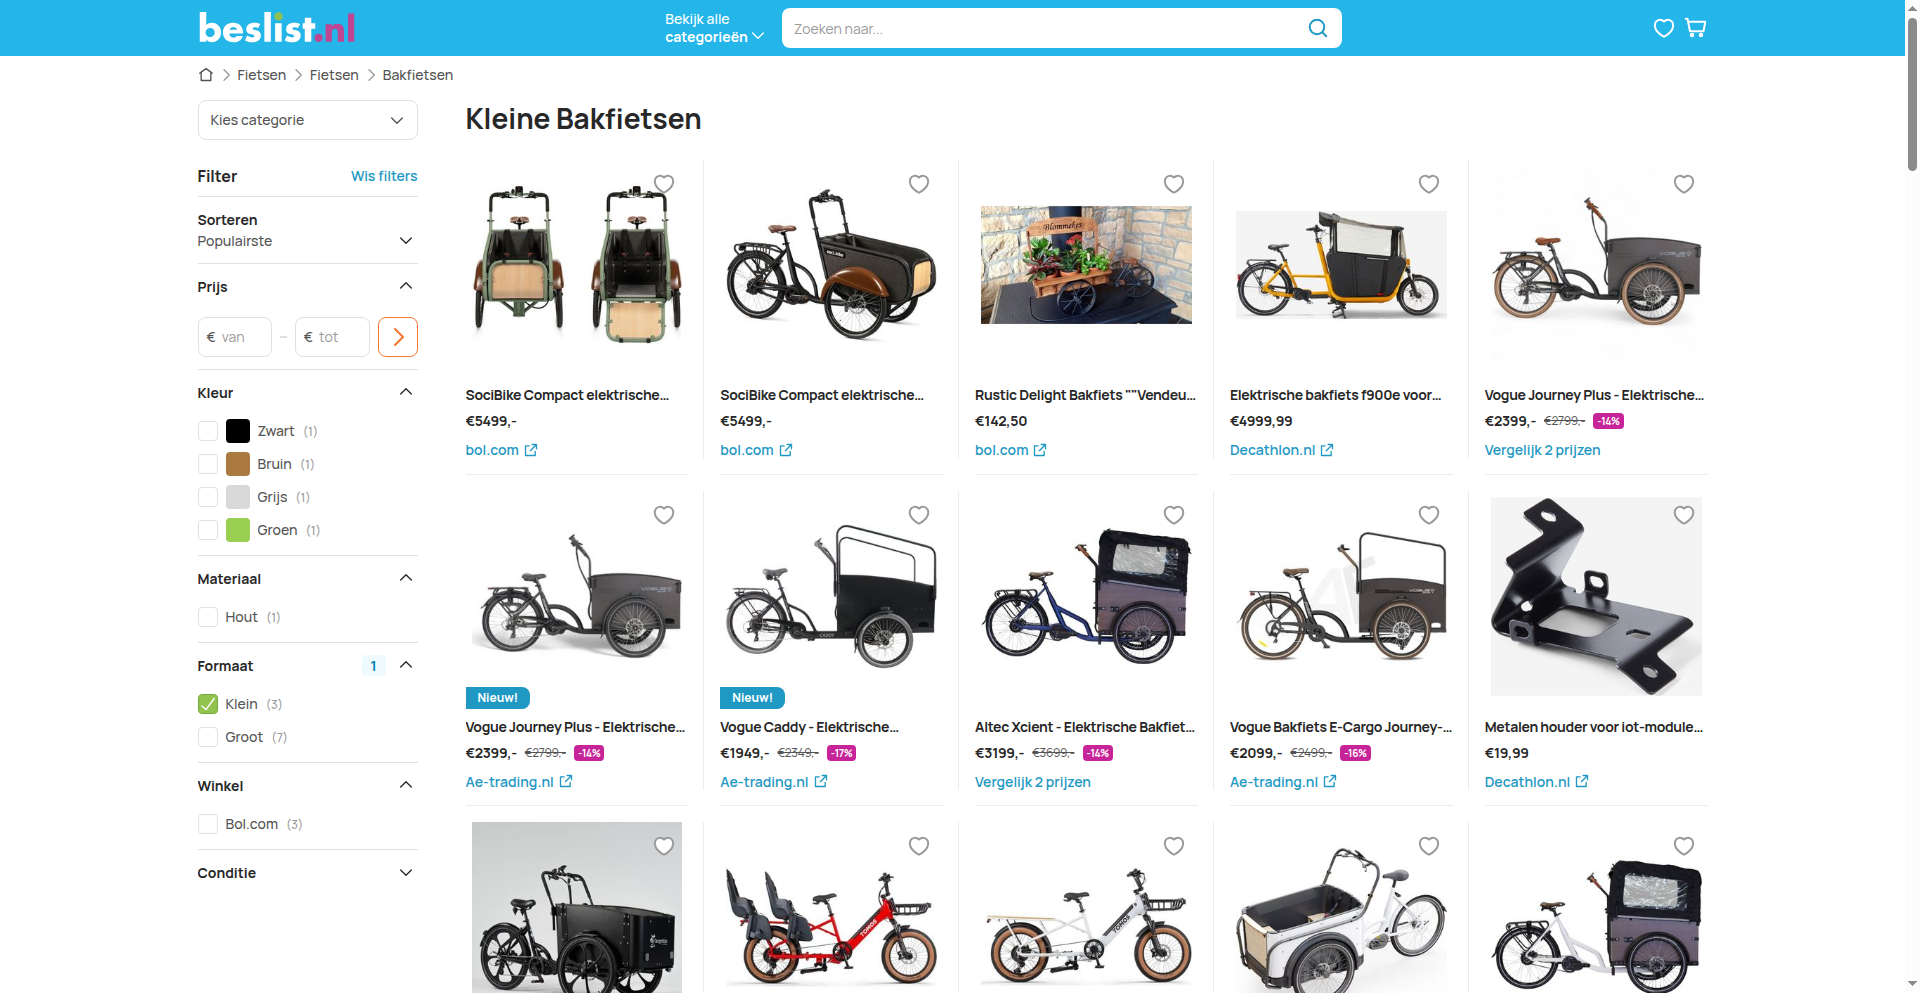 beslist.nl
Bekijk alle
categorieën
Zoeken naar...
Fietsen
Fietsen
Bakfietsen
Kies categorie
Kleine Bakfietsen
Filter
Wis filters
Sorteren
Populairste
Prijs
€ van
–
€ tot
Kleur
Zwart (1)
Bruin (1)
Grijs (1)
Groen (1)
Materiaal
Hout (1)
Formaat
1
Klein (3)
Groot (7)
Winkel
Bol.com (3)
Conditie
SociBike Compact elektrische...
€5499,-
bol.com
SociBike Compact elektrische...
€5499,-
bol.com
Blommekes
Rustic Delight Bakfiets ""Vendeu...
€142,50
bol.com
Elektrische bakfiets f900e voor...
€4999,99
Decathlon.nl
Vogue Journey Plus - Elektrische...
€2399,- €2799,- -14%
Vergelijk 2 prijzen
Nieuw!
Vogue Journey Plus - Elektrische...
€2399,- €2799,- -14%
Ae-trading.nl
CADDY
Nieuw!
Vogue Caddy - Elektrische...
€1949,- €2349,- -17%
Ae-trading.nl
Altec Xcient - Elektrische Bakfiet...
€3199,- €3699,- -14%
Vergelijk 2 prijzen
Vogue Bakfiets E-Cargo Journey-...
€2099,- €2499,- -16%
Ae-trading.nl
Metalen houder voor iot-module...
€19,99
Decathlon.nl
TOMOS
TOMOS